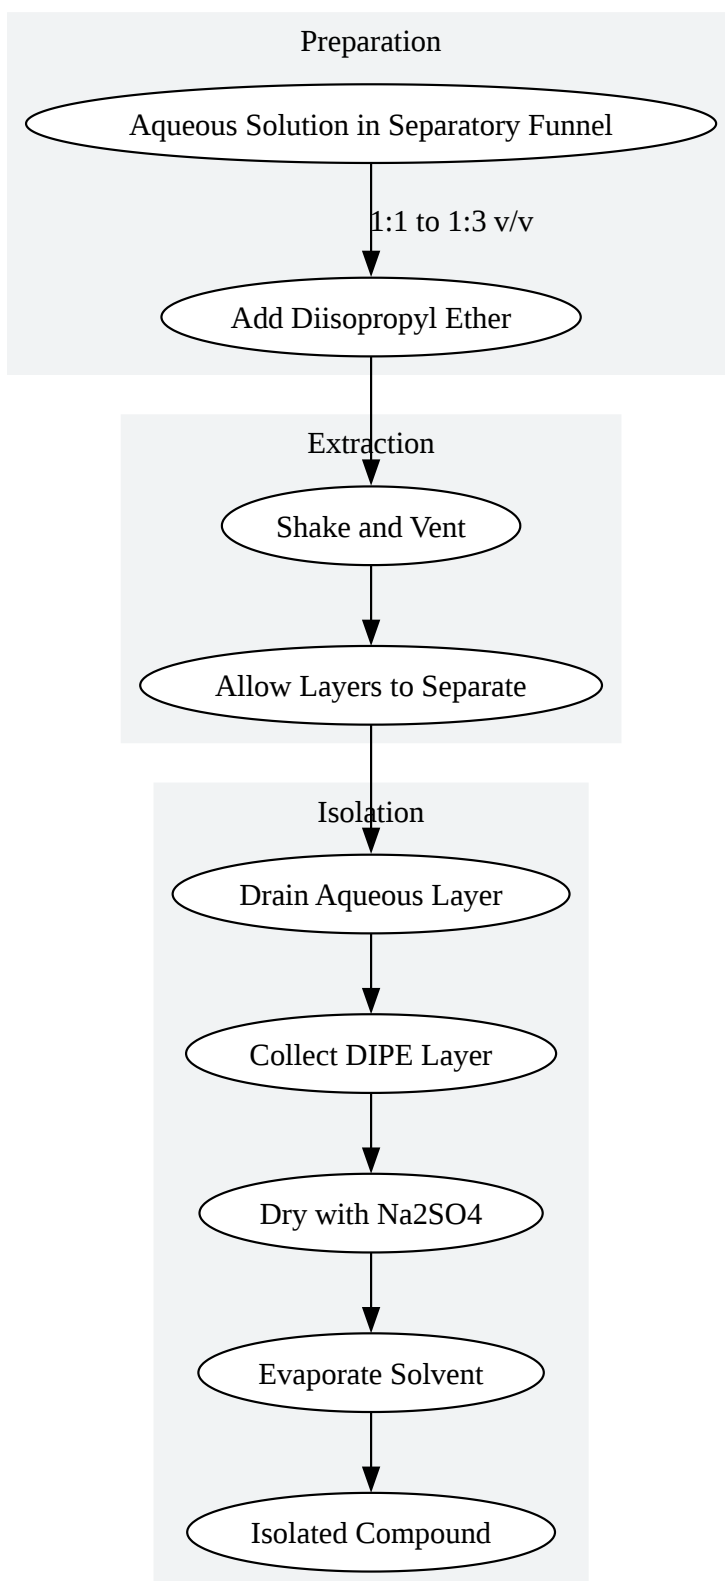 Preparation
Aqueous Solution in Separatory Funnel
1:1 to 1:3 v/v
Add Diisopropyl Ether
Extraction
Shake and Vent
Allow Layers to Separate
Isolation
Drain Aqueous Layer
Collect DIPE Layer
Dry with Na2SO4
Evaporate Solvent
Isolated Compound